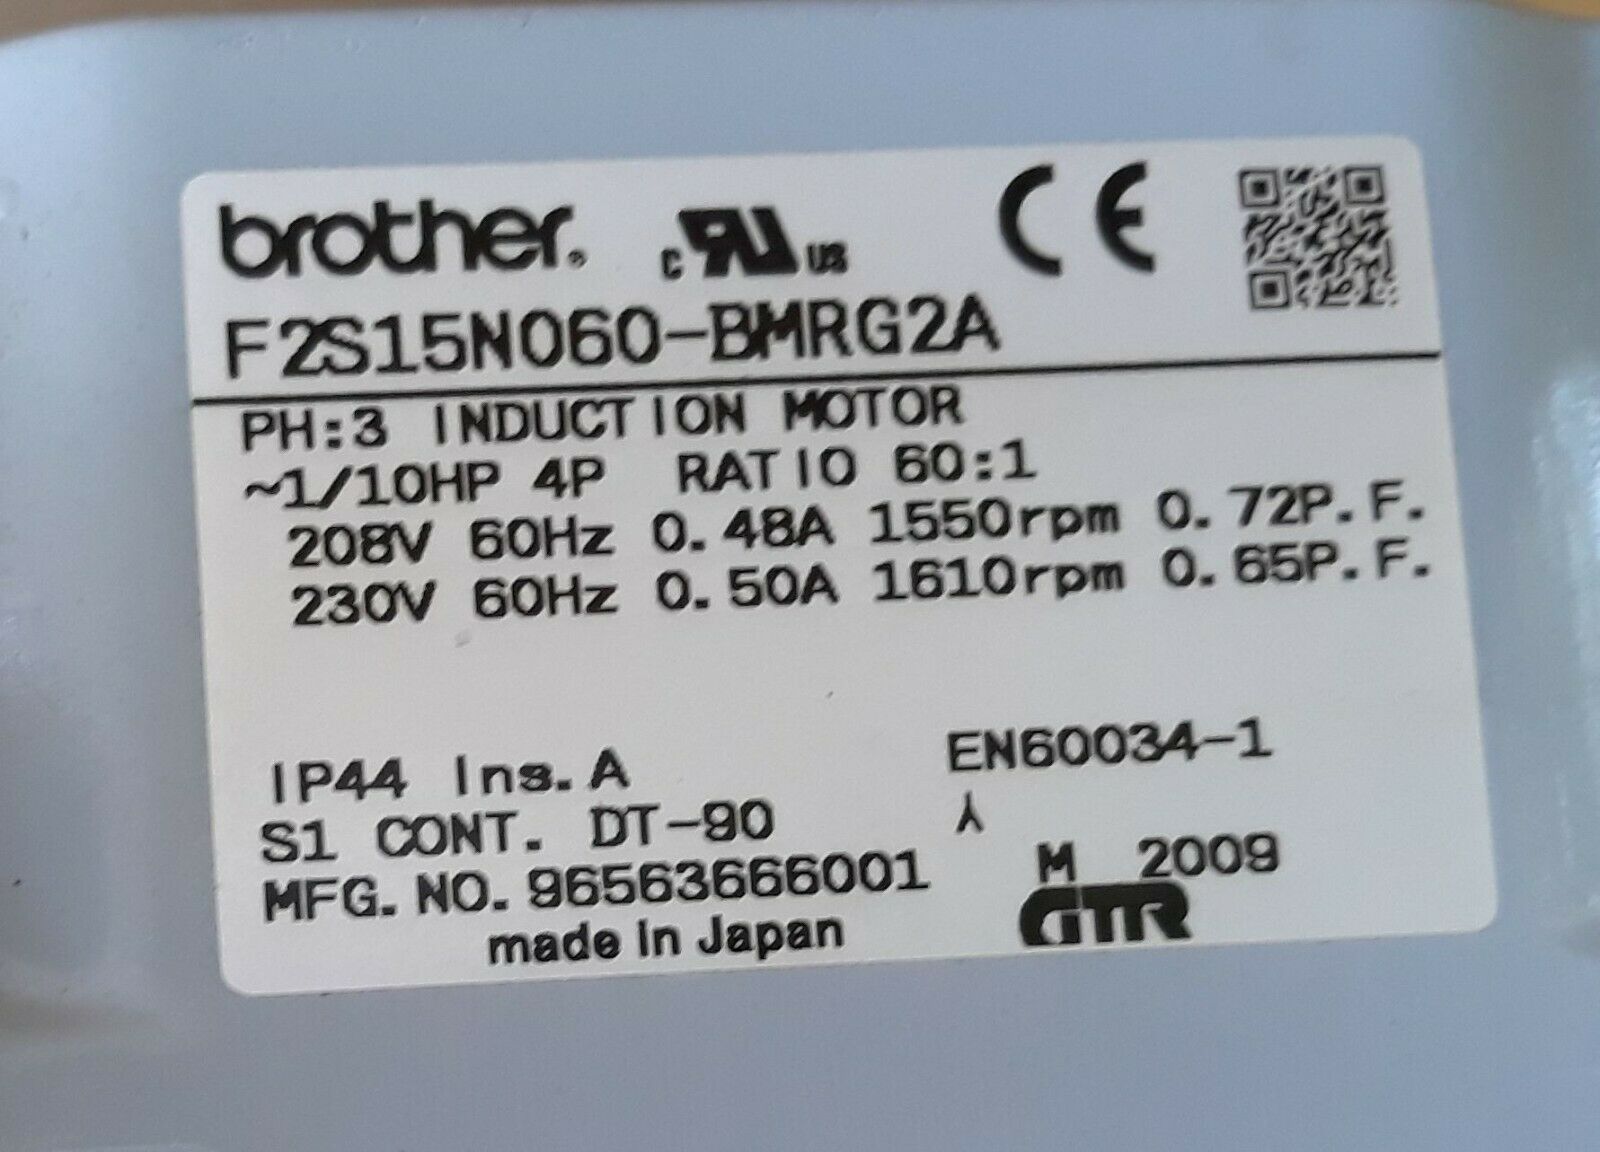 brother®
c RU us
CE
F2S15N060-BMRG2A
PH:3 INDUCTION MOTOR
~1/10HP 4P RATIO 60:1
208V 60Hz 0.48A 1550rpm 0.72P.F.
230V 60Hz 0.50A 1610rpm 0.65P.F.
IP44 Ins.A
EN60034-1
S1 CONT. DT-90
MFG.NO.96563666001
M 2009
made in Japan
GTR